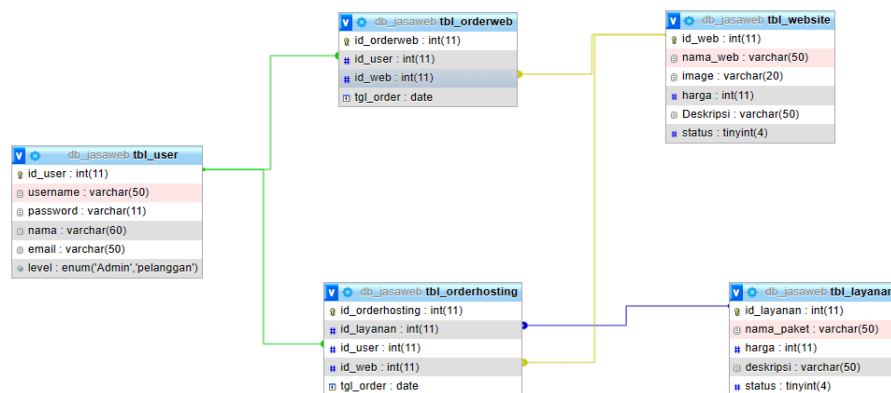 db_jasaweb tbl_orderweb
id_orderweb : int(11)
id_user : int(11)
id_web : int(11)
tgl_order : date
db_jasaweb tbl_website
id_web : int(11)
nama_web : varchar(50)
image : varchar(20)
harga : int(11)
Deskripsi : varchar(50)
status : tinyint(4)
db_jasaweb tbl_user
id_user : int(11)
username : varchar(50)
password : varchar(11)
nama : varchar(60)
email : varchar(50)
level : enum('Admin','pelanggan')
db_jasaweb tbl_orderhosting
id_orderhosting : int(11)
id_layanan : int(11)
id_user : int(11)
id_web : int(11)
tgl_order : date
db_jasaweb tbl_layanan
id_layanan : int(11)
nama_paket : varchar(50)
harga : int(11)
deskripsi : varchar(50)
status : tinyint(4)